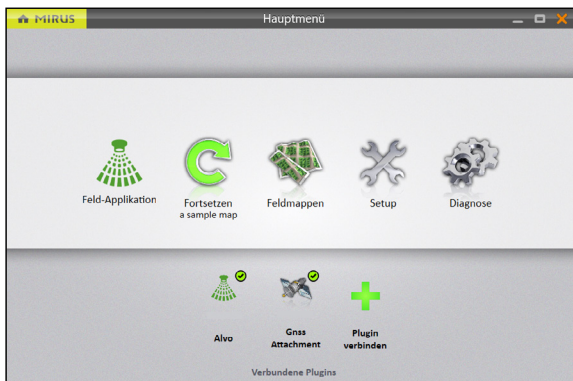 MIRUS
Hauptmenü
Feld-Applikation
Fortsetzen
a sample map
Feldmappen
Setup
Diagnose
Alvo
Gnss
Attachment
Plugin
verbinden
Verbundene Plugins